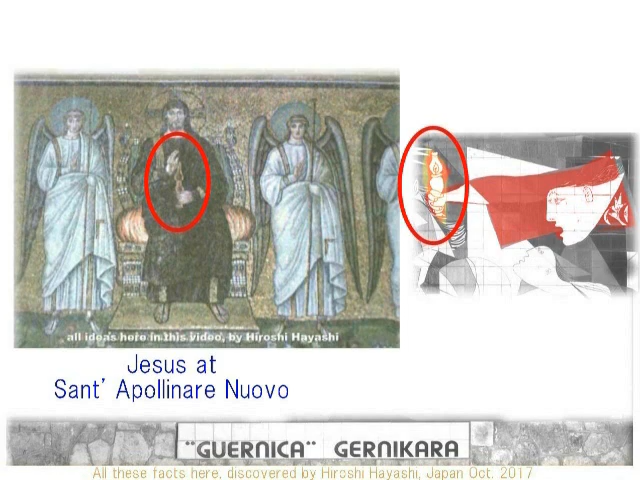 all ideas here in this video, by Hiroshi Hayashi
Jesus at
Sant' Apollinare Nuovo
"GUERNICA" GERNIKARA
All these facts here, discovered by Hiroshi Hayashi, Japan Oct. 2017